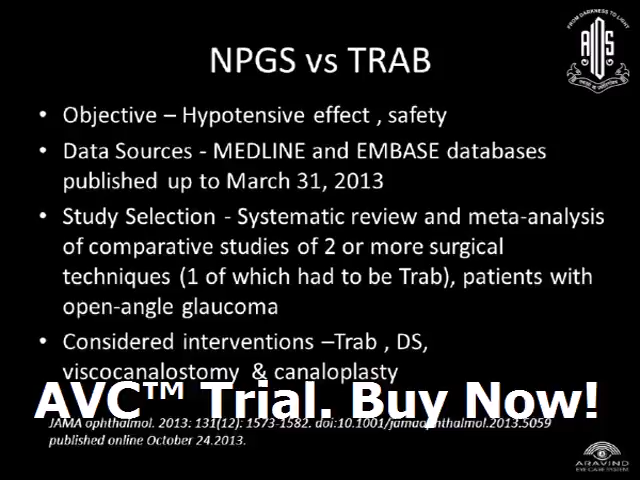 FROM DARKNESS TO LIGHT
AIOS
NPGS vs TRAB
• Objective – Hypotensive effect , safety
• Data Sources - MEDLINE and EMBASE databases
published up to March 31, 2013
• Study Selection - Systematic review and meta-analysis
of comparative studies of 2 or more surgical
techniques (1 of which had to be Trab), patients with
open-angle glaucoma
• Considered interventions –Trab , DS,
viscocanalostomy & canaloplasty
AVC™ Trial. Buy Now!
JAMA ophthalmol. 2013: 131(12): 1573-1582. doi:10.1001/jamaophthalmol.2013.5059
published online October 24.2013.
ARAVIND
EYE CARE SYSTEM